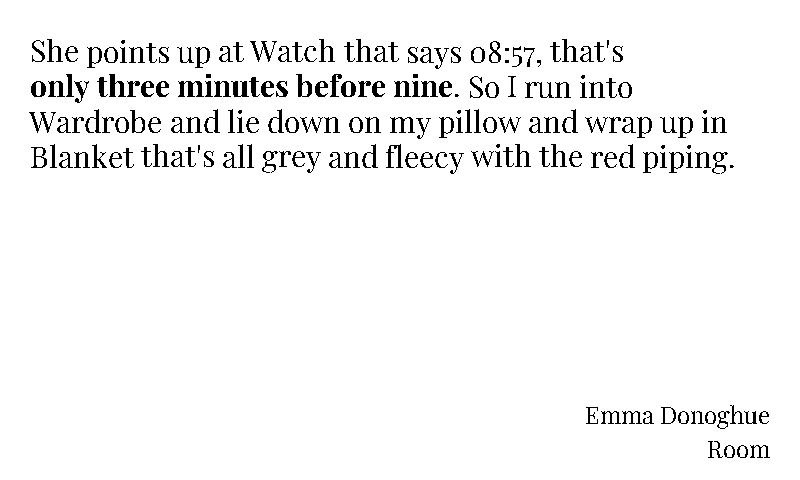 She points up at Watch that says 08:57, that's
only three minutes before nine. So I run into
Wardrobe and lie down on my pillow and wrap up in
Blanket that's all grey and fleecy with the red piping.
Emma Donoghue
Room